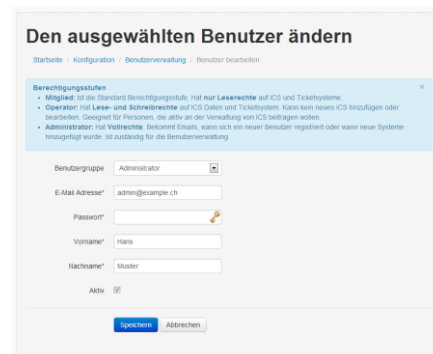 Den ausgewählten Benutzer ändern
Startseite / Konfiguration / Benutzerverwaltung / Benutzer bearbeiten
Berechtigungsstufen ×
• Mitglied: Ist die Standard Berechtigungsstufe. Hat nur Leserechte auf ICS und Ticketsysteme.
• Operator: Hat Lese- und Schreibrechte auf ICS Daten und Ticketsystem. Kann kein neues ICS hinzufügen oder
bearbeiten. Geeignet für Personen, die aktiv an der Verwaltung von ICS beitragen wollen.
• Administrator: Hat Vollrechte. Bekommt Emails, wann sich ein neuer Benutzer registriert oder wann neue Systeme
hinzugefügt wurde. Ist zuständig für die Benutzerverwaltung.
Benutzergruppe Administrator
E-Mail Adresse* admin@example.ch
Passwort*
Vorname* Hans
Nachname* Muster
Aktiv
Speichern Abbrechen